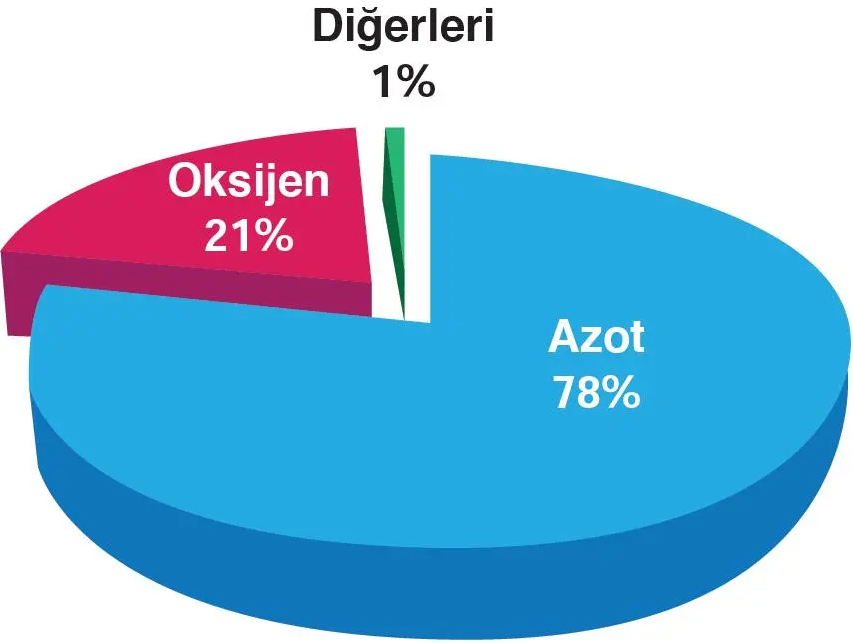 Diğerleri
1%
Oksijen
21%
Azot
78%